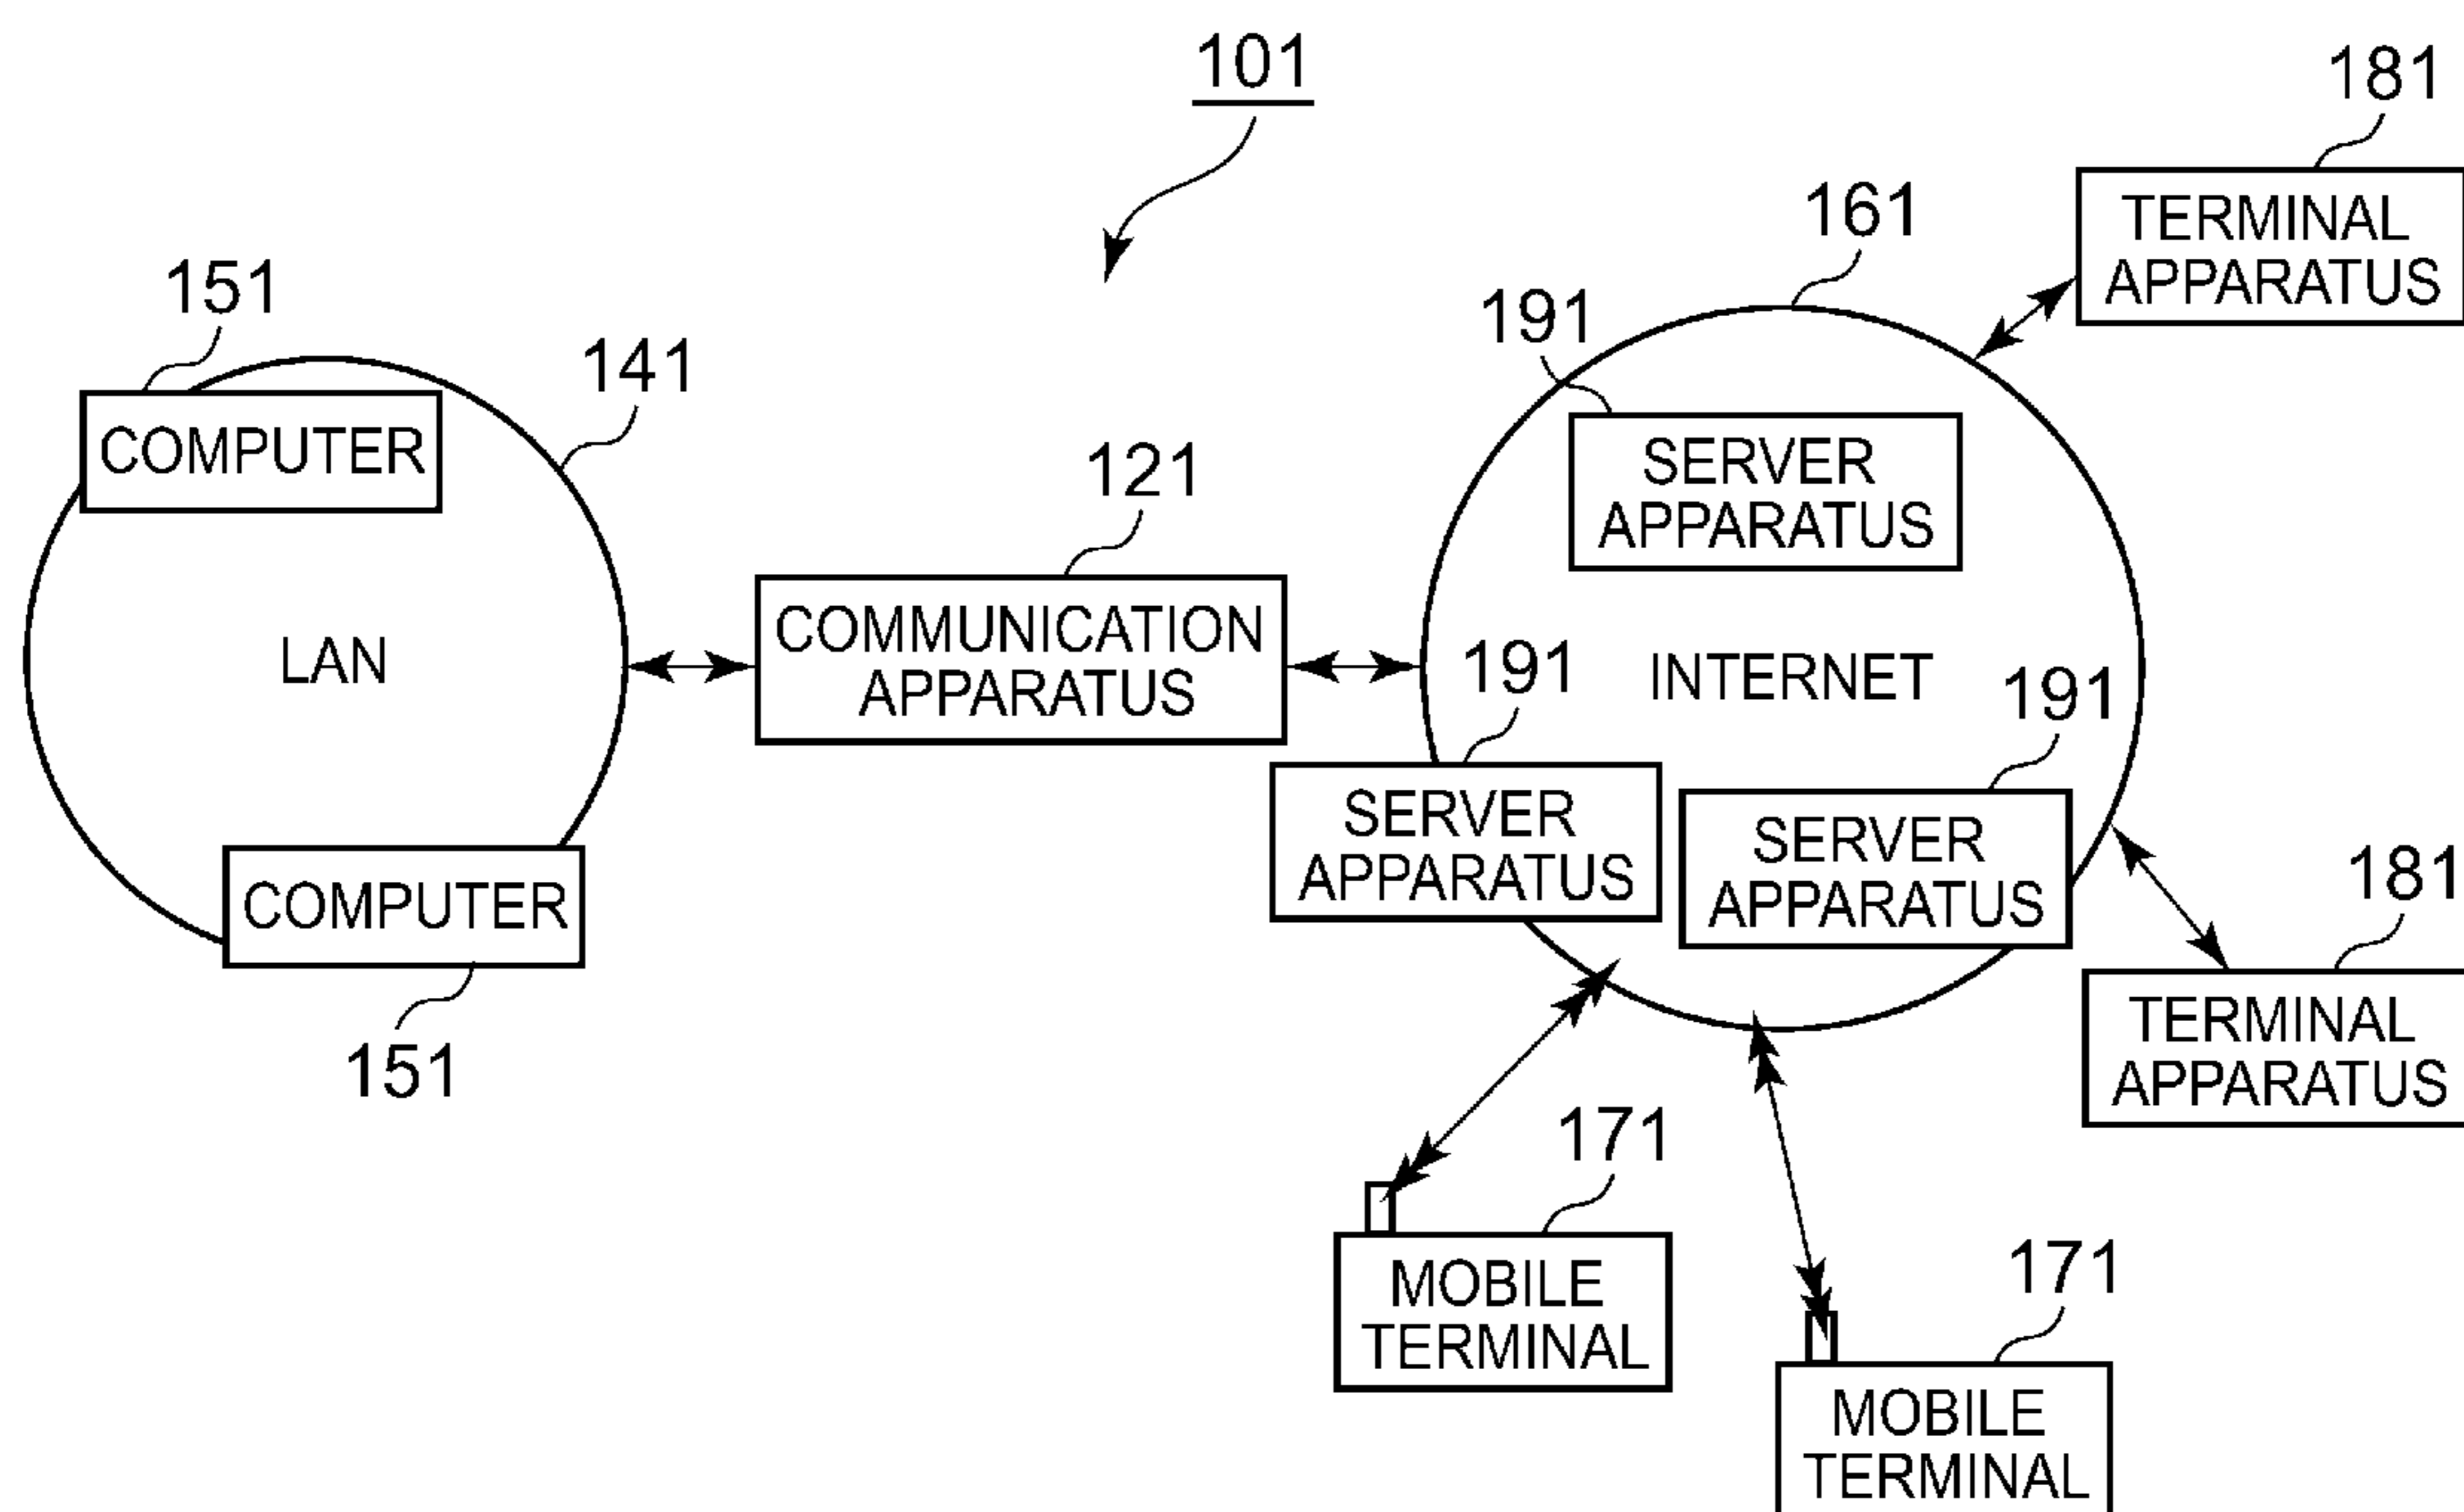 101
181
TERMINAL
APPARATUS
161
151
191
141
COMPUTER
SERVER
APPARATUS
121
COMMUNICATION
APPARATUS
LAN
INTERNET
191
191
SERVER
APPARATUS
SERVER
APPARATUS
COMPUTER
151
181
TERMINAL
APPARATUS
171
MOBILE
TERMINAL
171
MOBILE
TERMINAL